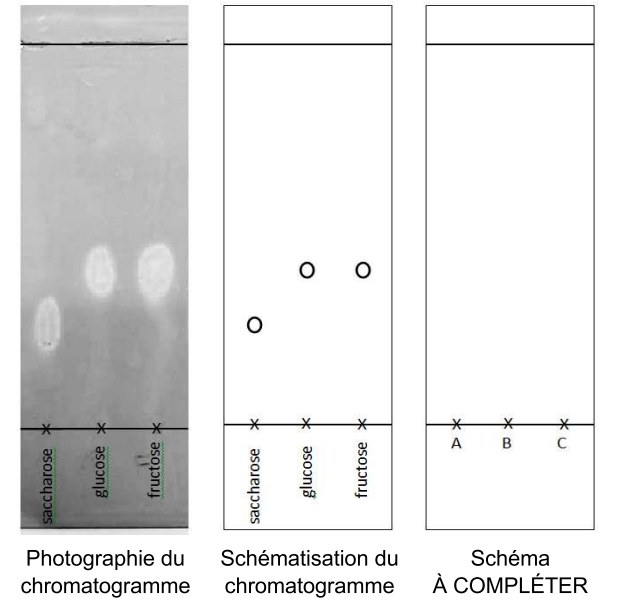 x x x
saccharose
glucose
fructose
x x x
saccharose
glucose
fructose
x x x
A B C
Photographie du
chromatogramme
Schématisation du
chromatogramme
Schéma
À COMPLÉTER